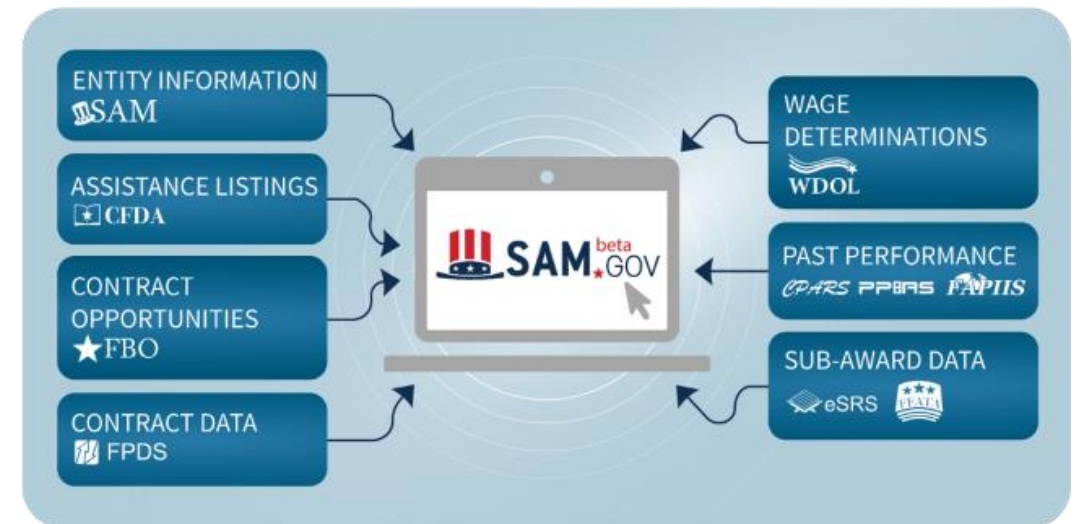 ENTITY INFORMATION
SAM
ASSISTANCE LISTINGS
CFDA
CONTRACT
OPPORTUNITIES
FBO
CONTRACT DATA
FPDS
SAM.GOV
beta
WAGE
DETERMINATIONS
WDOL
PAST PERFORMANCE
CPARS PPIRS FAPIIS
SUB-AWARD DATA
eSRS FFATA